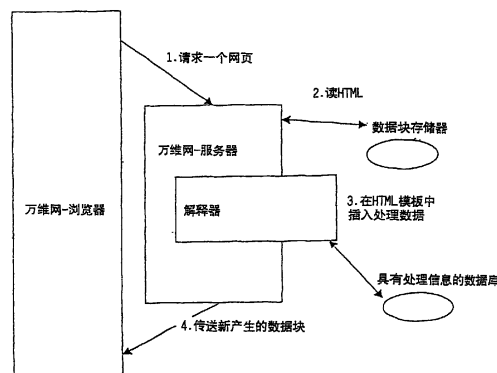 1.请求一个网页
2.读HTML
数据块存储器
万维网-服务器
万维网-浏览器
解释器
3.在HTML模板中
插入处理数据
具有处理信息的数据库
4.传送新产生的数据块